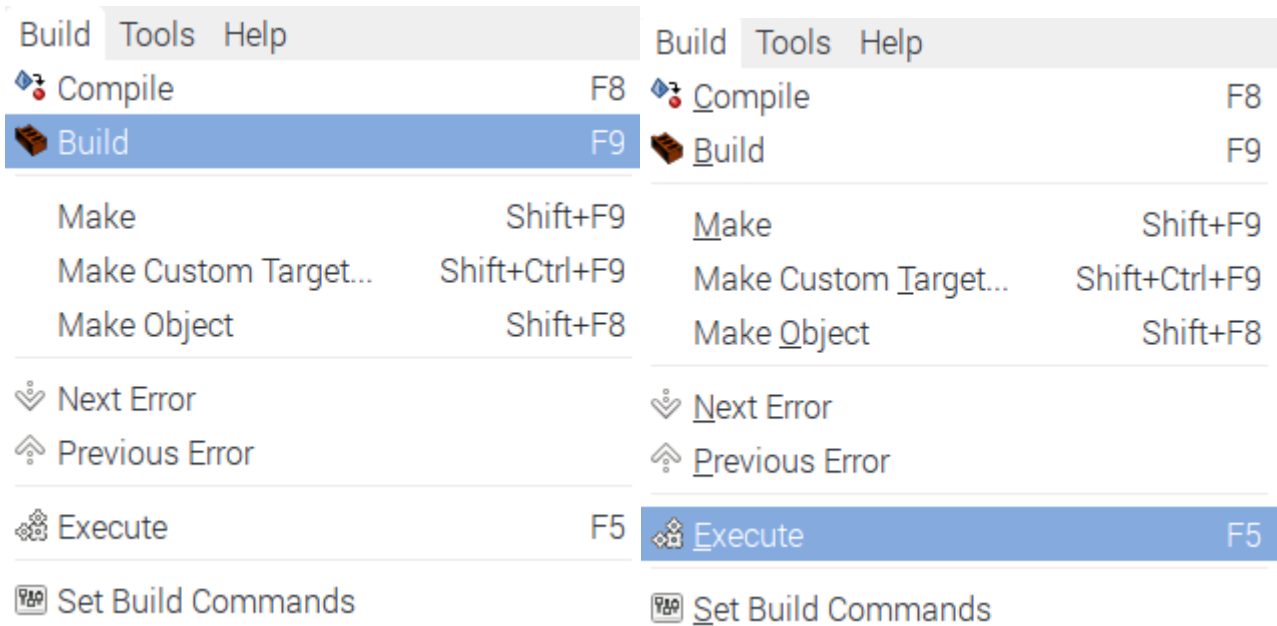 Build Tools Help
Compile F8
Build F9
Make Shift+F9
Make Custom Target... Shift+Ctrl+F9
Make Object Shift+F8
Next Error
Previous Error
Execute F5
Set Build Commands
Build Tools Help
Compile F8
Build F9
Make Shift+F9
Make Custom Target... Shift+Ctrl+F9
Make Object Shift+F8
Next Error
Previous Error
Execute F5
Set Build Commands